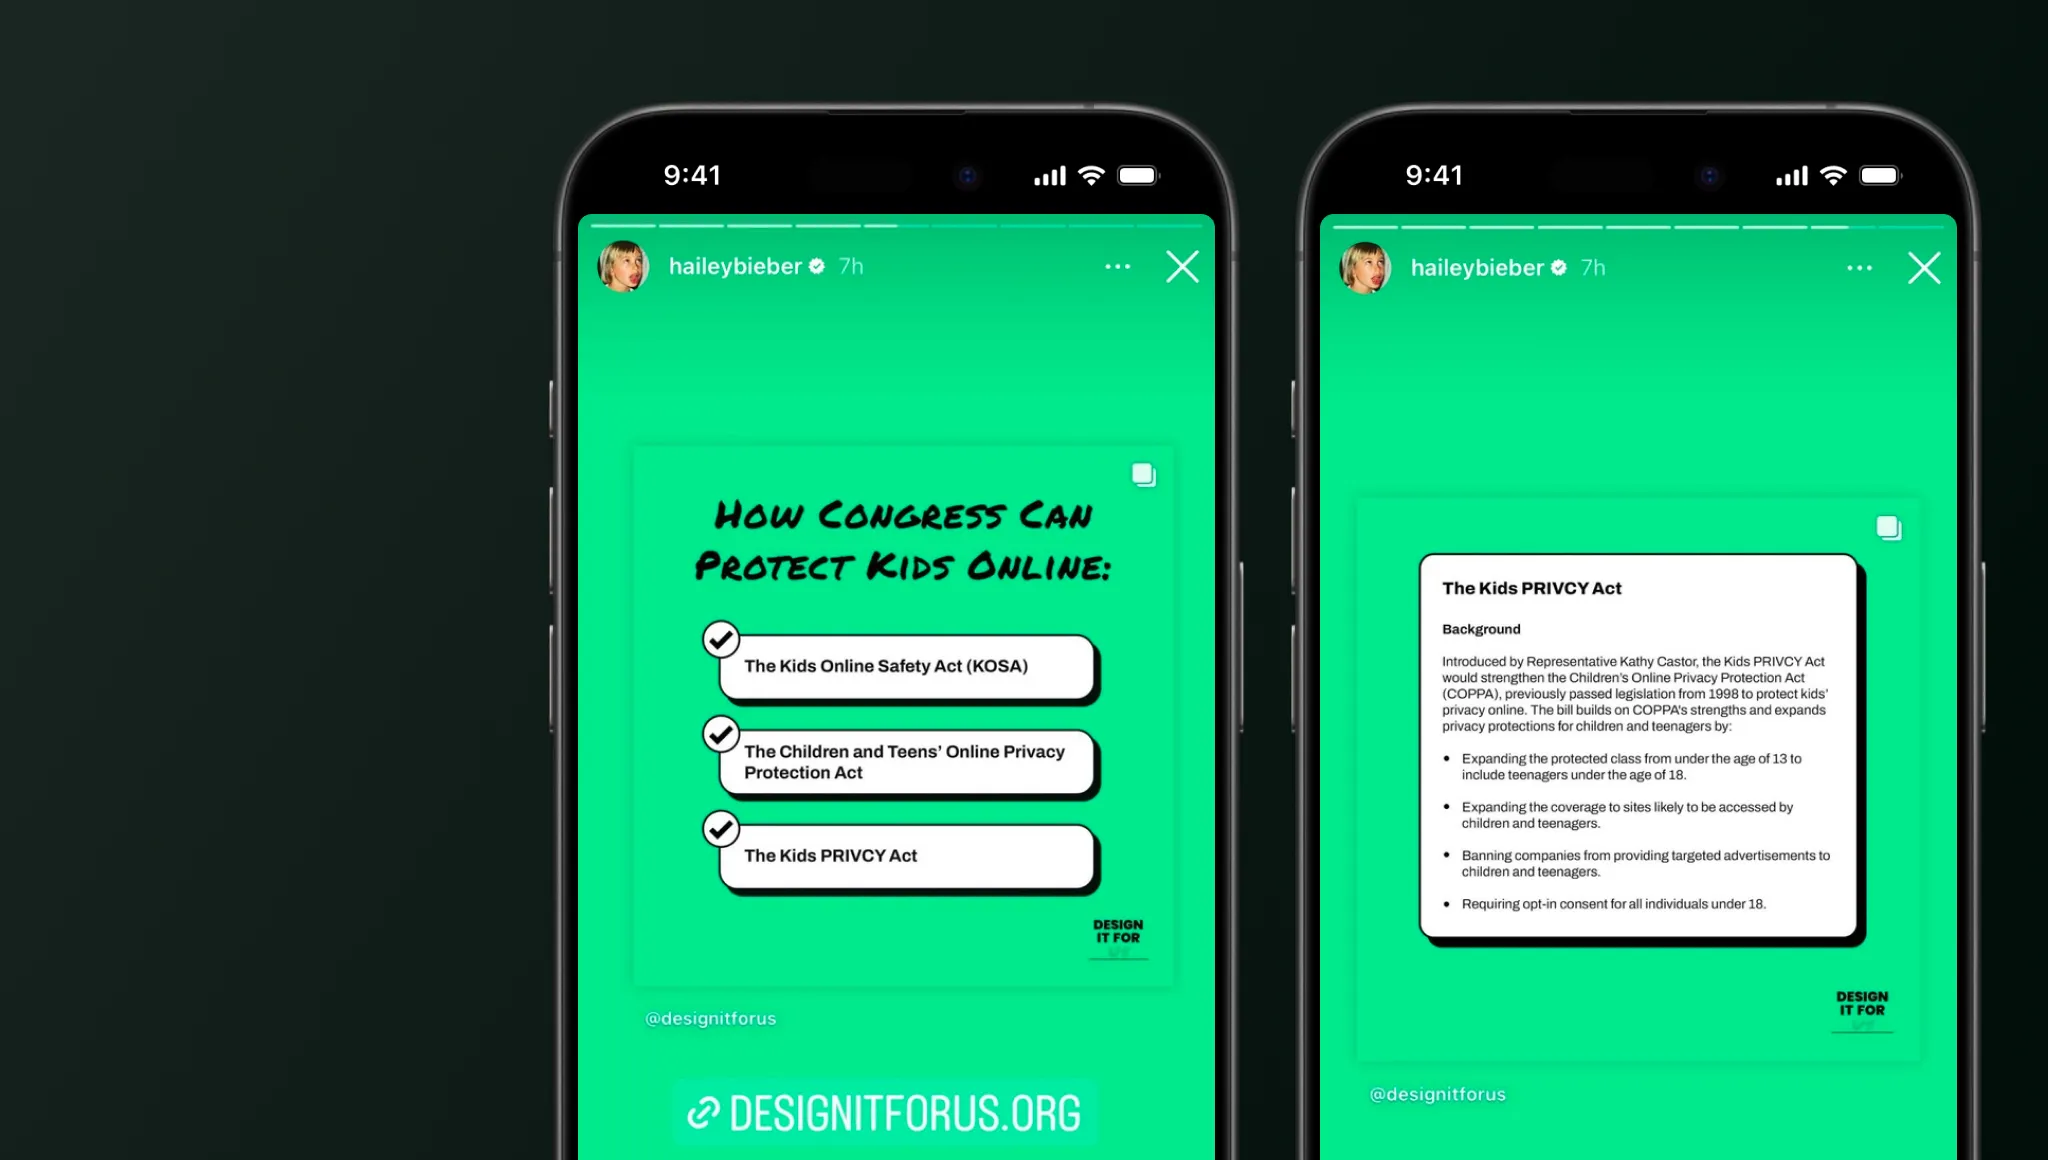 9:41
haileybieber 7h
How Congress Can
Protect Kids Online:
The Kids Online Safety Act (KOSA)
The Children and Teens’ Online Privacy
Protection Act
The Kids PRIVCY Act
DESIGN
IT FOR
@designitforus
DESIGNITFORUS.ORG
9:41
haileybieber 7h
The Kids PRIVCY Act
Background
Introduced by Representative Kathy Castor, the Kids PRIVCY Act
would strengthen the Children’s Online Privacy Protection Act
(COPPA), previously passed legislation from 1998 to protect kids’
privacy online. The bill builds on COPPA's strengths and expands
privacy protections for children and teenagers by:
• Expanding the protected class from under the age of 13 to
include teenagers under the age of 18.
• Expanding the coverage to sites likely to be accessed by
children and teenagers.
• Banning companies from providing targeted advertisements to
children and teenagers.
• Requiring opt-in consent for all individuals under 18.
DESIGN
IT FOR
@designitforus